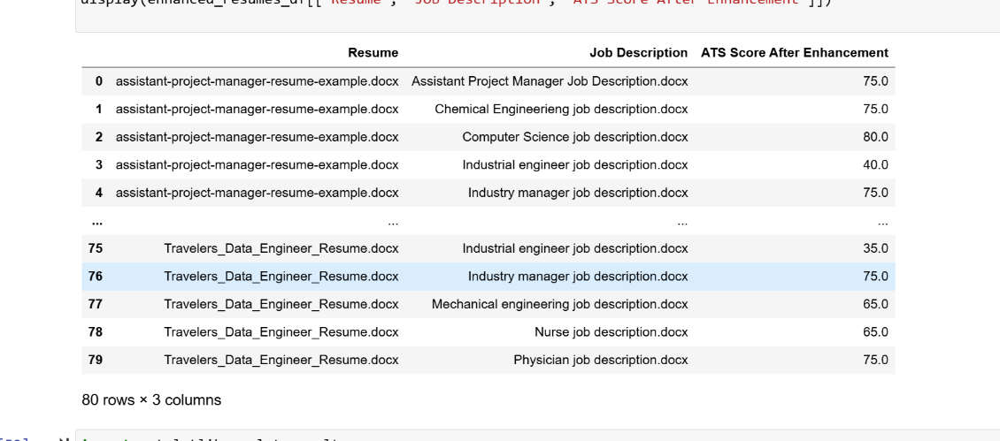 display(enhanced_resumes_df[["Resume", "Job Description", "ATS Score After Enhancement"]])
Resume Job Description ATS Score After Enhancement
0 assistant-project-manager-resume-example.docx Assistant Project Manager Job Description.docx 75.0
1 assistant-project-manager-resume-example.docx Chemical Engineerieng job description.docx 75.0
2 assistant-project-manager-resume-example.docx Computer Science job description.docx 80.0
3 assistant-project-manager-resume-example.docx Industrial engineer job description.docx 40.0
4 assistant-project-manager-resume-example.docx Industry manager job description.docx 75.0
... ... ... ...
75 Travelers_Data_Engineer_Resume.docx Industrial engineer job description.docx 35.0
76 Travelers_Data_Engineer_Resume.docx Industry manager job description.docx 75.0
77 Travelers_Data_Engineer_Resume.docx Mechanical engineering job description.docx 65.0
78 Travelers_Data_Engineer_Resume.docx Nurse job description.docx 65.0
79 Travelers_Data_Engineer_Resume.docx Physician job description.docx 75.0
80 rows × 3 columns